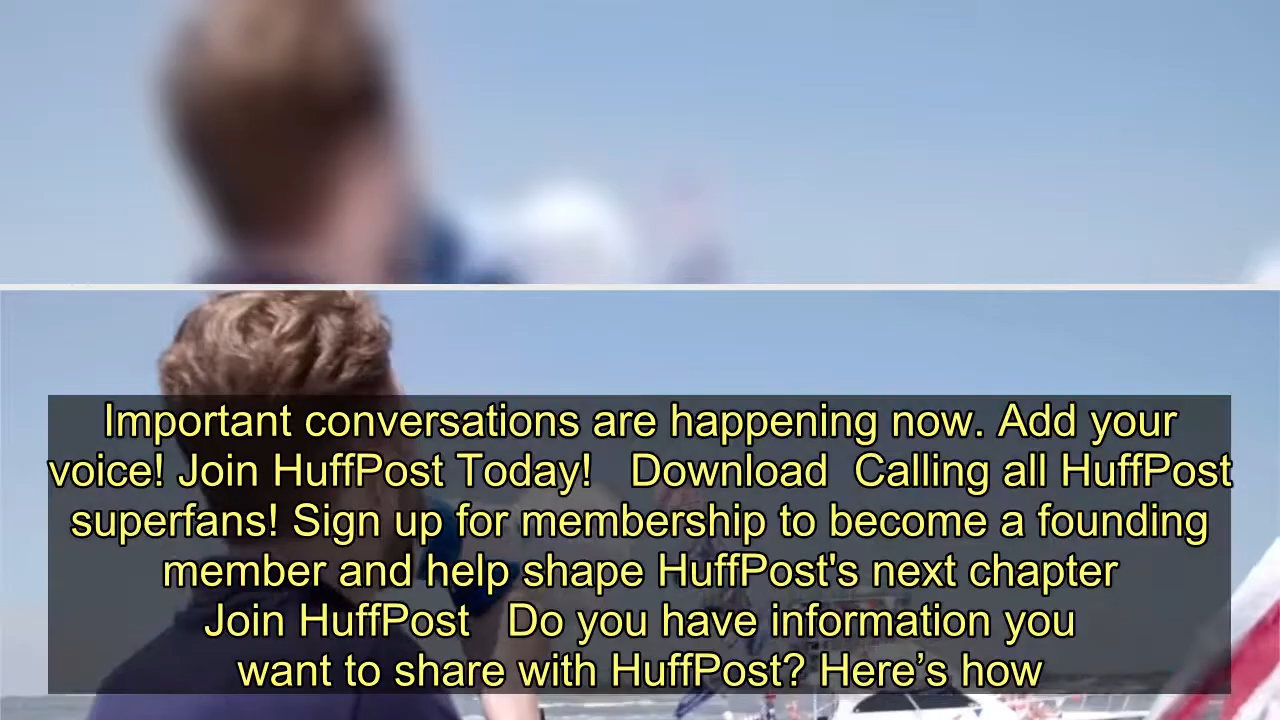 Important conversations are happening now. Add your
voice! Join HuffPost Today!   Download  Calling all HuffPost
superfans! Sign up for membership to become a founding
member and help shape HuffPost's next chapter
Join HuffPost   Do you have information you
want to share with HuffPost? Here’s how